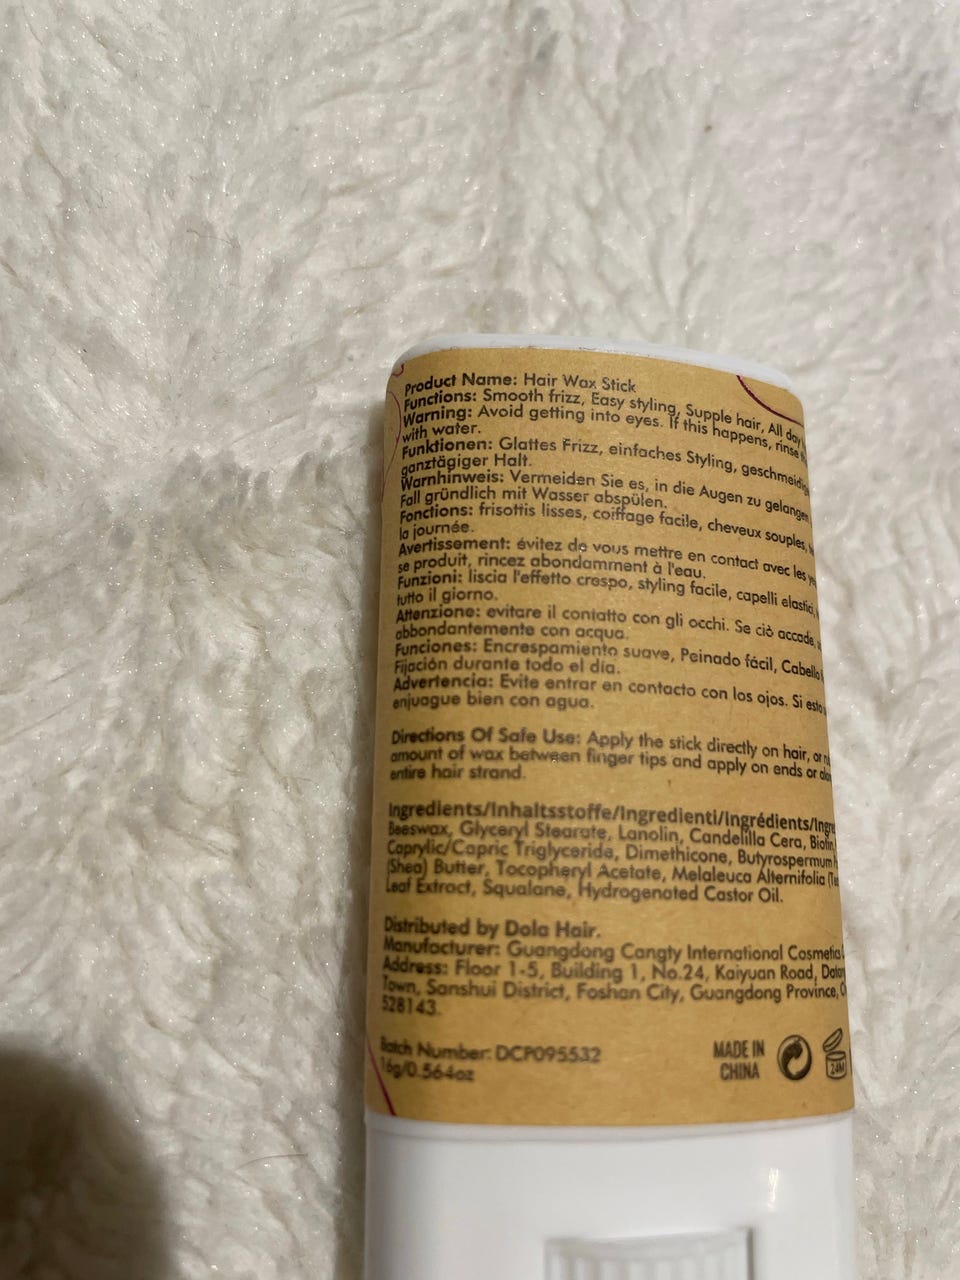 Product Name: Hair Wax Stick
Functions: Smooth frizz, Easy styling, Supple hair, All day
Warning: Avoid getting into eyes. If this happens, rinse
with water.
Funktionen: Glattes Frizz, einfaches Styling, geschmeidig
ganztägiger Halt.
Warnhinweis: Vermeiden Sie es, in die Augen zu gelangen
Fall gründlich mit Wasser abspülen.
Fonctions: frisottis lisses, coiffage facile, cheveux souples,
la journée.
Avertissement: évitez de vous mettre en contact avec les
se produit, rincez abondamment à l'eau.
Funzioni: liscia l'effetto crespo, styling facile, capelli elastici,
tutto il giorno.
Attenzione: evitare il contatto con gli occhi. Se ciò accade,
abbondantemente con acqua.
Funciones: Encrespamiento suave, Peinado fácil, Cabello
Fijación durante todo el día.
Advertencia: Evite entrar en contacto con los ojos. Si esto
enjuague bien con agua.
Directions Of Safe Use: Apply the stick directly on hair, or
amount of wax between finger tips and apply on ends or
entire hair strand.
Ingredients/Inhaltsstoffe/Ingredienti/Ingrédients/Ingre
Beeswax, Glyceryl Stearate, Lanolin, Candelilla Cera, Biotin,
Caprylic/Capric Triglyceride, Dimethicone, Butyrospermum
(Shea) Butter, Tocopheryl Acetate, Melaleuca Alternifolia
Leaf Extract, Squalane, Hydrogenated Castor Oil.
Distributed by Dola Hair.
Manufacturer: Guangdong Cangty International Cosmetics
Address: Floor 1-5, Building 1, No.24, Kaiyuan Road,
Town, Sanshui District, Foshan City, Guangdong Province,
528143.
Batch Number: DCP095532
16g/0.564oz
MADE IN
CHINA
24M